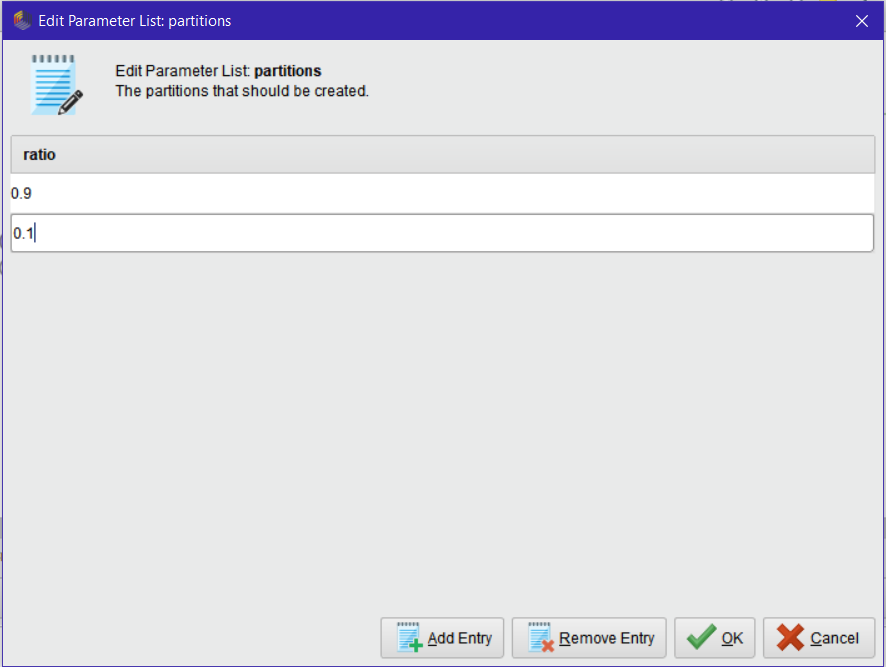 Edit Parameter List: partitions
Edit Parameter List: partitions
The partitions that should be created.
ratio
0.9
0.1
Add Entry
Remove Entry
OK
Cancel